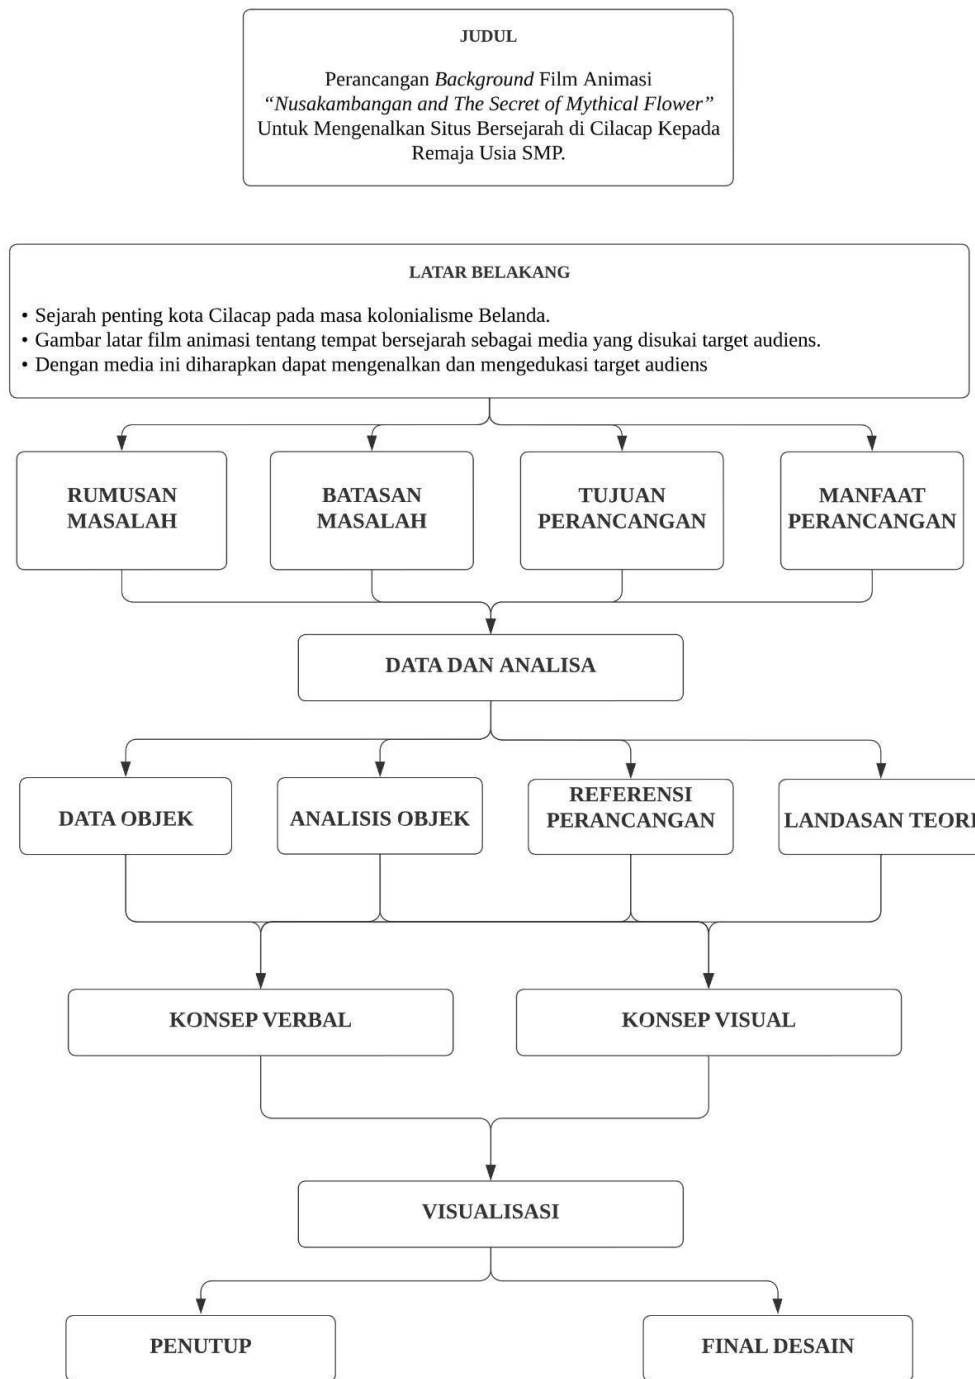 JUDUL
Perancangan Background Film Animasi
“Nusakambangan and The Secret of Mythical Flower”
Untuk Mengenalkan Situs Bersejarah di Cilacap Kepada
Remaja Usia SMP.
LATAR BELAKANG
• Sejarah penting kota Cilacap pada masa kolonialisme Belanda.
• Gambar latar film animasi tentang tempat bersejarah sebagai media yang disukai target audiens.
• Dengan media ini diharapkan dapat mengenalkan dan mengedukasi target audiens
RUMUSAN
MASALAH
BATASAN
MASALAH
TUJUAN
PERANCANGAN
MANFAAT
PERANCANGAN
DATA DAN ANALISA
DATA OBJEK
ANALISIS OBJEK
REFERENSI
PERANCANGAN
LANDASAN TEORI
KONSEP VERBAL
KONSEP VISUAL
VISUALISASI
PENUTUP
FINAL DESAIN